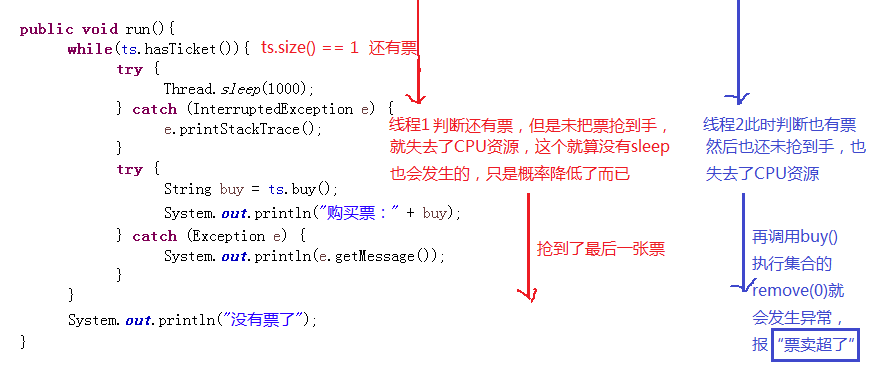 public void run(){
while(ts.hasTicket()){ ts.size() == 1 还有票
try {
Thread.sleep(1000);
} catch (InterruptedException e) {
e.printStackTrace();
}
try {
String buy = ts.buy();
System.out.println("购买票：" + buy);
} catch (Exception e) {
System.out.println(e.getMessage());
}
}
System.out.println("没有票了");
}
线程1 判断还有票，但是未把票抢到手，
就失去了CPU资源，这个就算没有sleep
也会发生的，只是概率降低了而已
抢到了最后一张票
线程2此时判断也有票
然后也还未抢到手，也
失去了CPU资源
再调用buy()
执行集合的
remove(0)就
会发生异常，
报 “票卖超了”